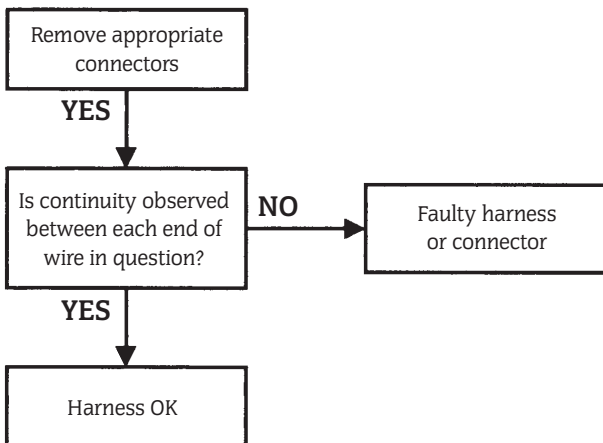 Remove appropriate
connectors
YES
Is continuity observed
between each end of
wire in question?
NO
Faulty harness
or connector
YES
Harness OK